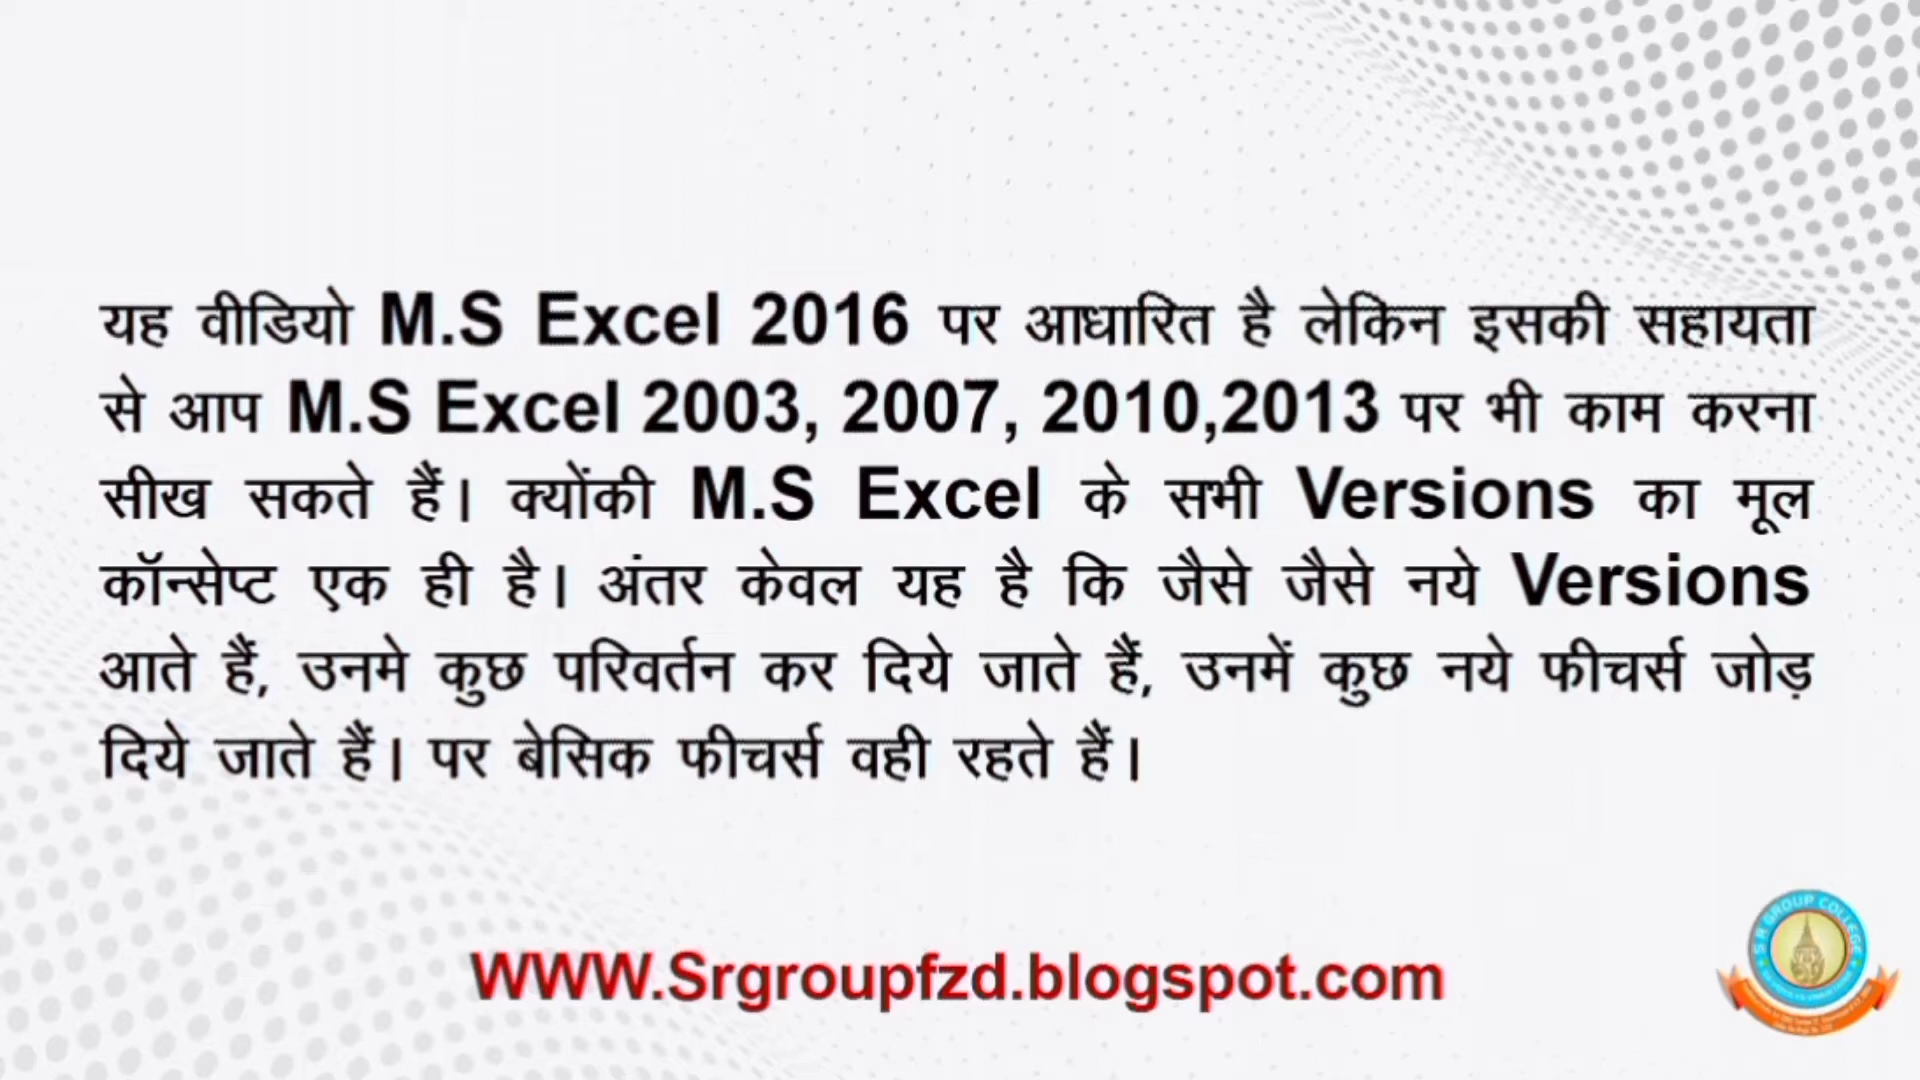 यह वीडियो M.S Excel 2016 पर आधारित है लेकिन इसकी सहायता
से आप M.S Excel 2003, 2007, 2010,2013 पर भी काम करना
सीख सकते हैं। क्योंकी M.S Excel के सभी Versions का मूल
कॉन्सेप्ट एक ही है। अंतर केवल यह है कि जैसे जैसे नये Versions
आते हैं, उनमे कुछ परिवर्तन कर दिये जाते हैं, उनमें कुछ नये फीचर्स जोड़
दिये जाते हैं। पर बेसिक फीचर्स वही रहते हैं।
WWW.Srgroupfzd.blogspot.com
S R GROUP COLLEGE